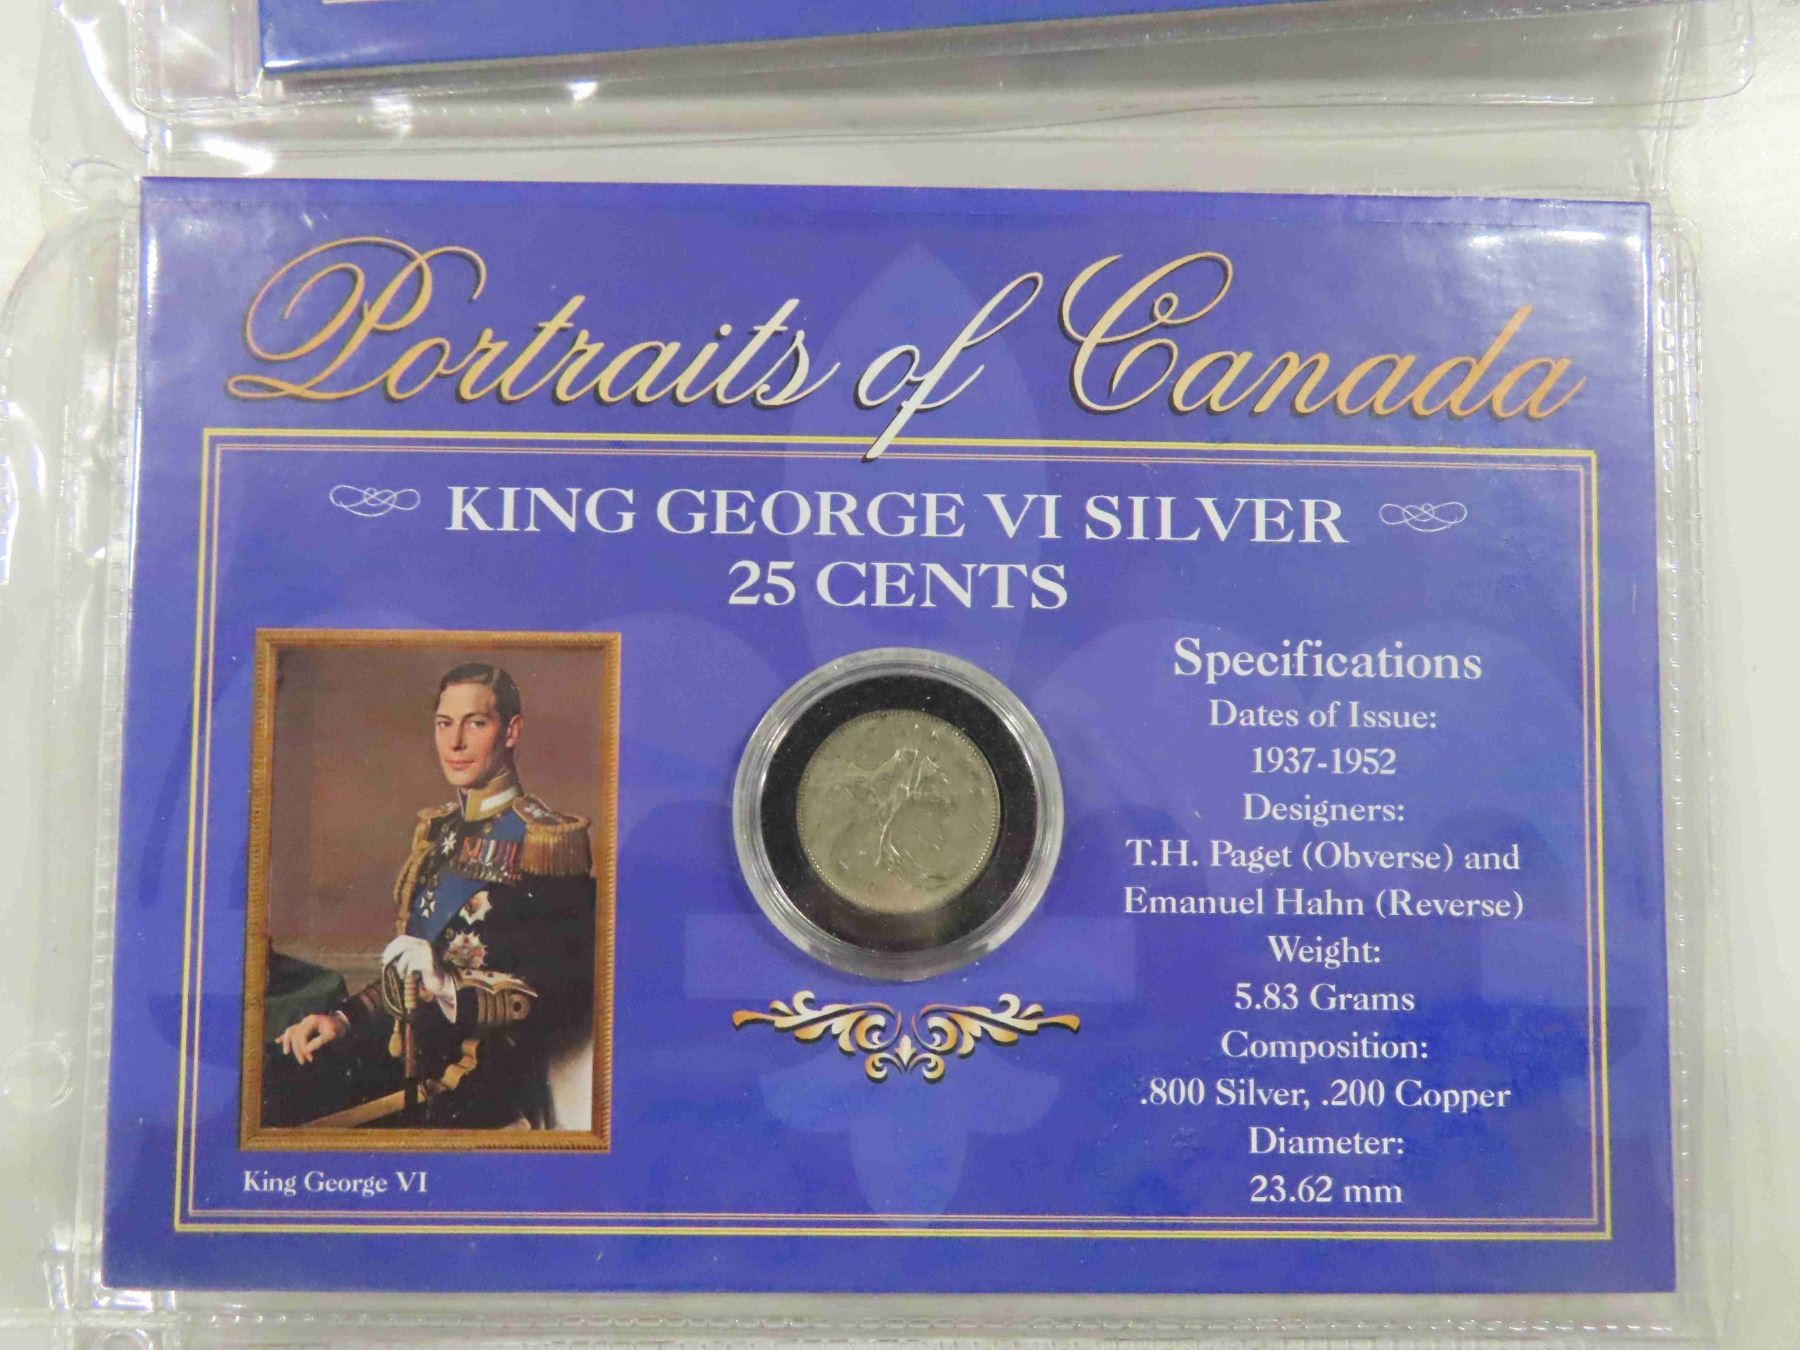 Portraits of Canada
KING GEORGE VI SILVER
25 CENTS
Specifications
Dates of Issue:
1937-1952
Designers:
T.H. Paget (Obverse) and
Emanuel Hahn (Reverse)
Weight:
5.83 Grams
Composition:
.800 Silver, .200 Copper
Diameter:
23.62 mm
King George VI